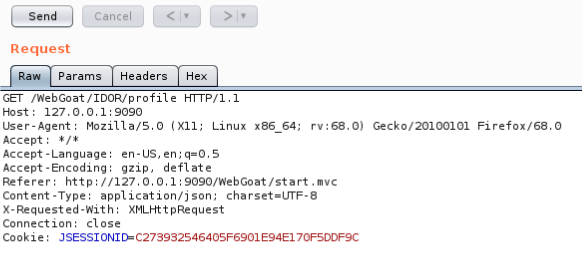 Send Cancel < >
Request
Raw Params Headers Hex
GET /WebGoat/IDOR/profile HTTP/1.1
Host: 127.0.0.1:9090
User-Agent: Mozilla/5.0 (X11; Linux x86_64; rv:68.0) Gecko/20100101 Firefox/68.0
Accept: */*
Accept-Language: en-US,en;q=0.5
Accept-Encoding: gzip, deflate
Referer: http://127.0.0.1:9090/WebGoat/start.mvc
Content-Type: application/json; charset=UTF-8
X-Requested-With: XMLHttpRequest
Connection: close
Cookie: JSESSIONID=C273932546405F6901E94E170F5DDF9C